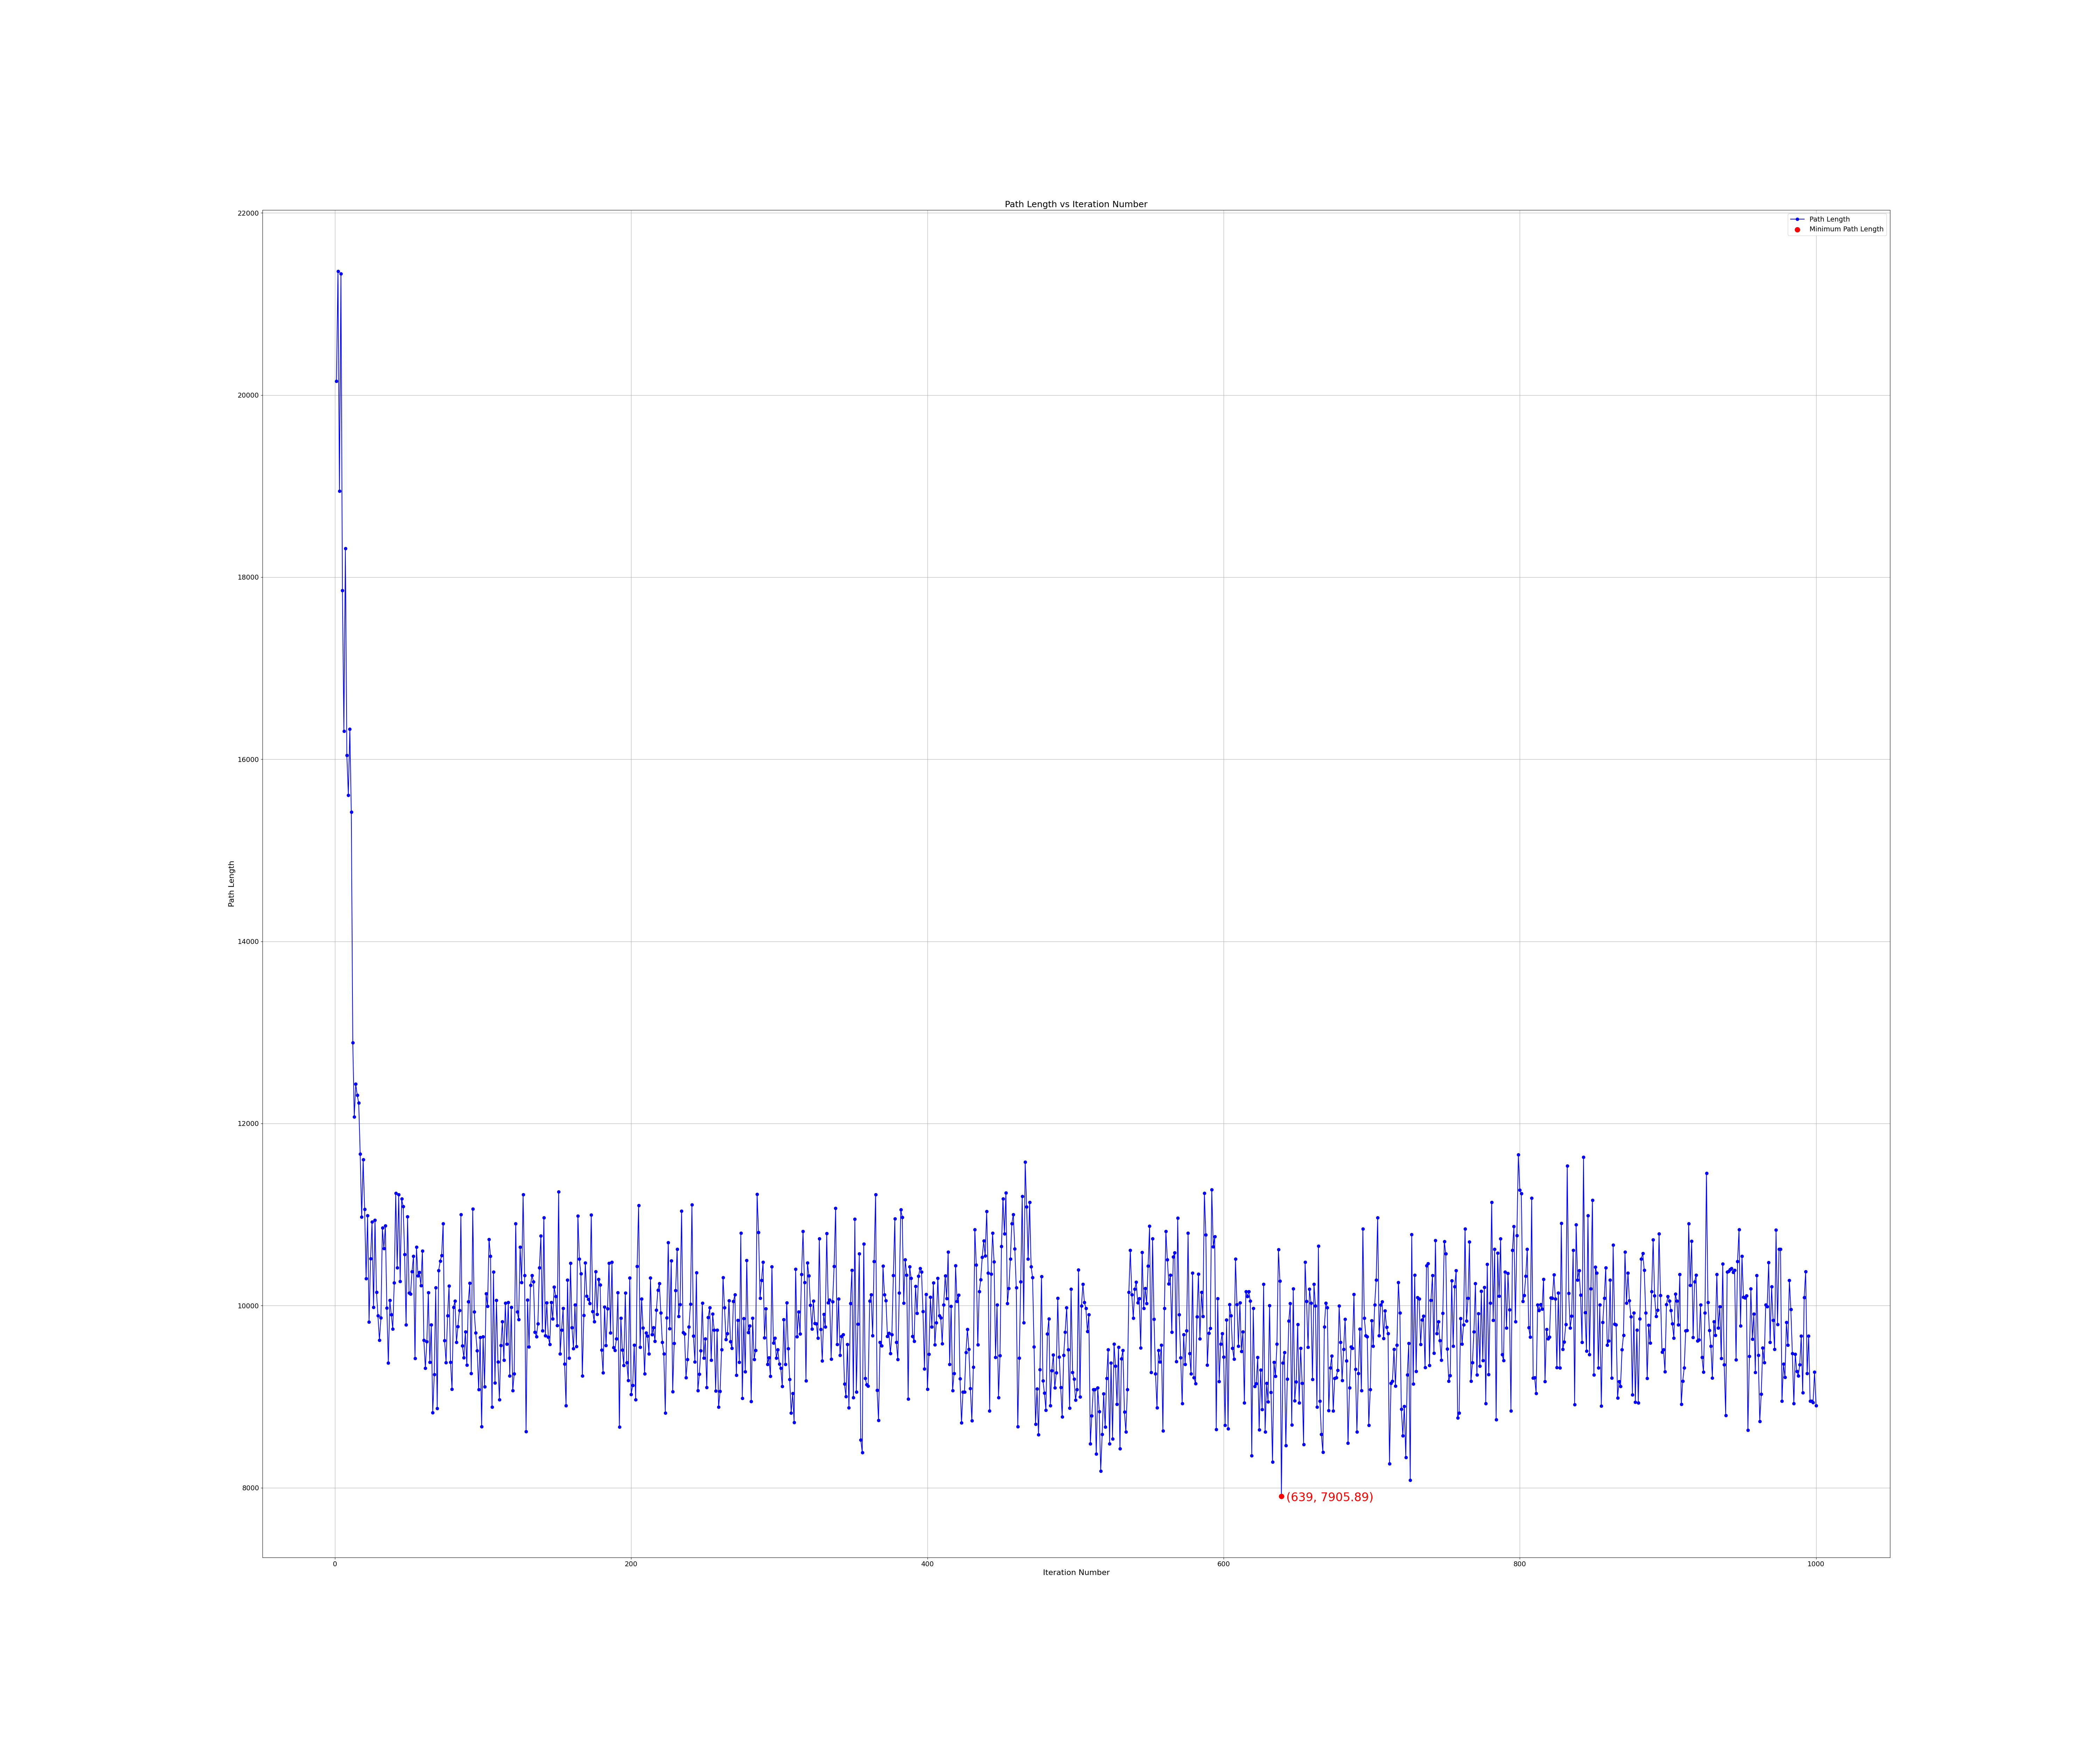 Path Length vs Iteration Number
Path Length
Minimum Path Length
22000
20000
18000
16000
14000
12000
10000
8000
Path Length
(639, 7905.89)
0 200 400 600 800 1000
Iteration Number